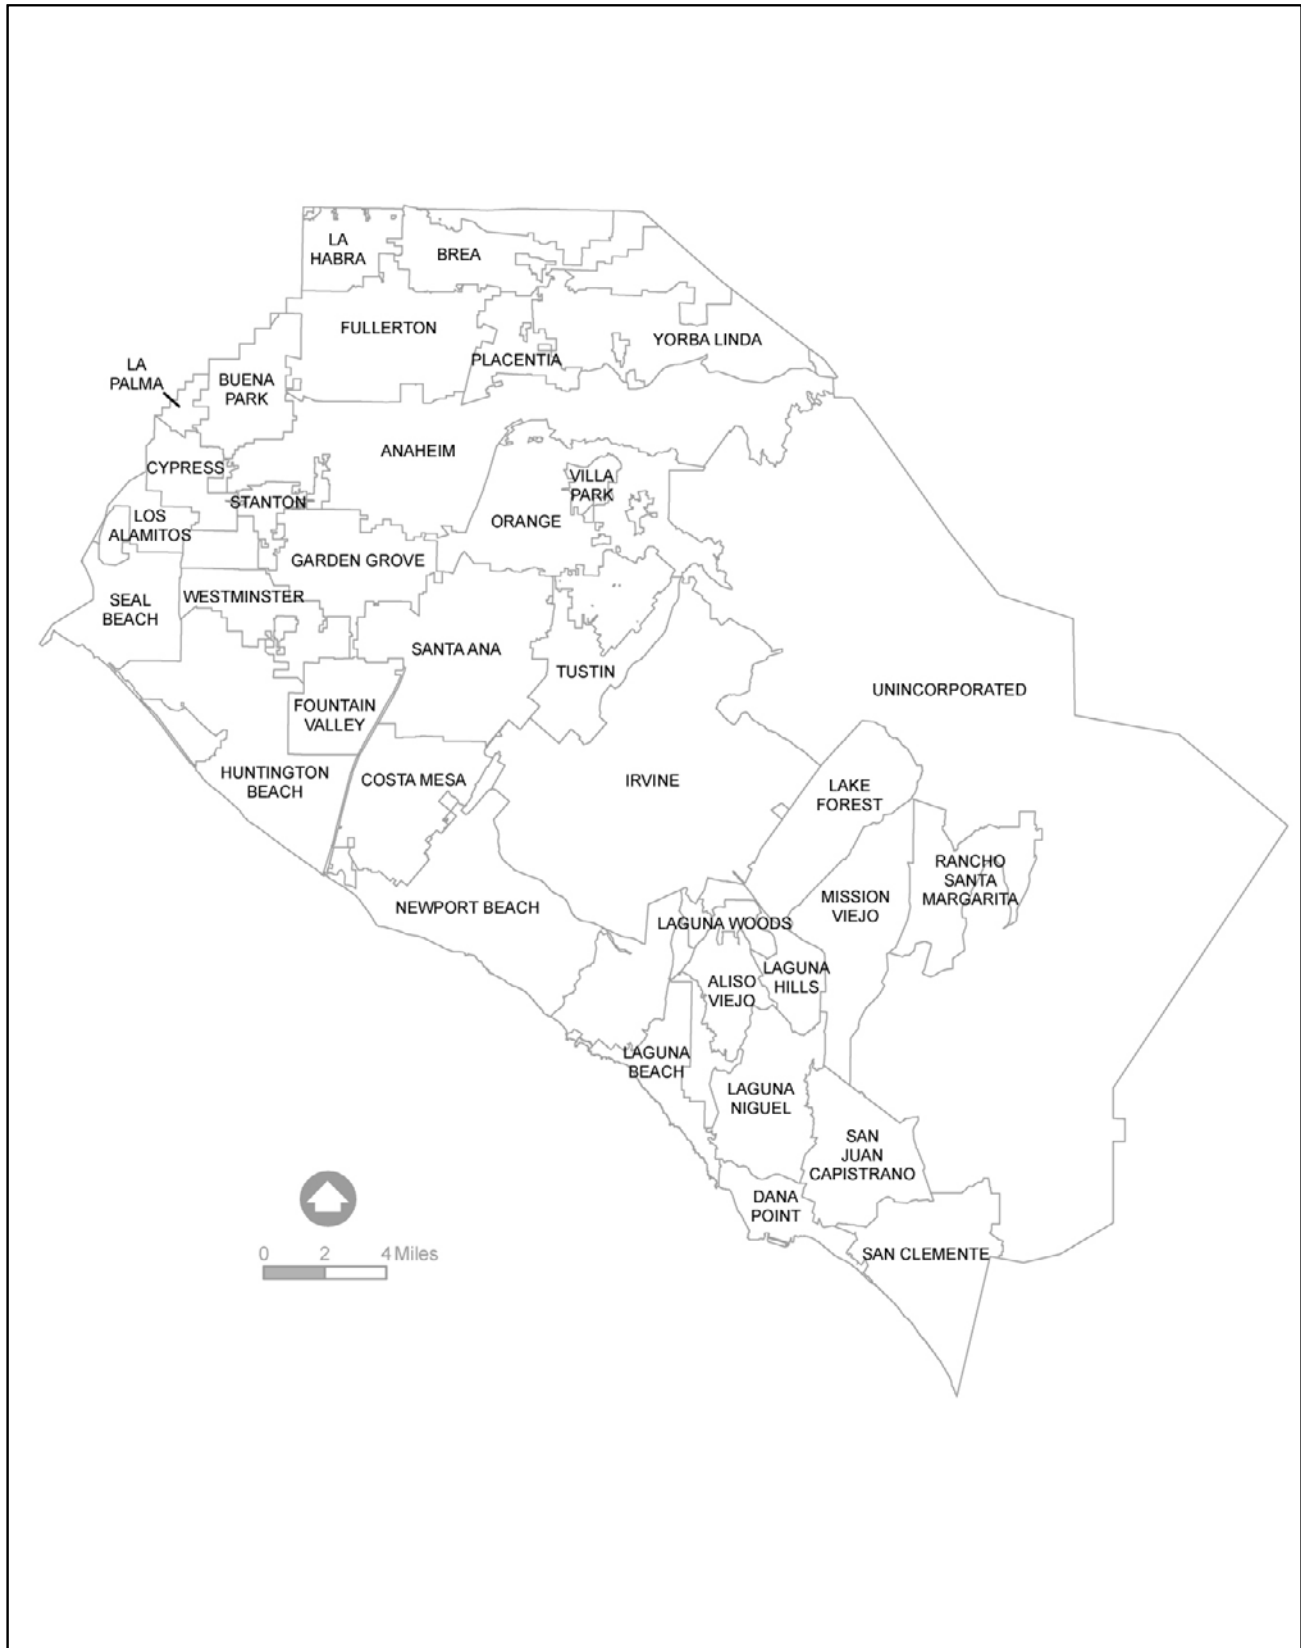 LA
HABRA
BREA
FULLERTON
YORBA LINDA
PLACENTIA
LA
PALMA
BUENA
PARK
ANAHEIM
CYPRESS
VILLA
PARK
STANTON
LOS
ALAMITOS
ORANGE
GARDEN GROVE
SEAL
BEACH
WESTMINSTER
SANTA ANA
TUSTIN
UNINCORPORATED
FOUNTAIN
VALLEY
HUNTINGTON
BEACH
COSTA MESA
IRVINE
LAKE
FOREST
RANCHO
SANTA
MARGARITA
MISSION
VIEJO
NEWPORT BEACH
LAGUNA WOODS
LAGUNA
HILLS
ALISO
VIEJO
LAGUNA
BEACH
LAGUNA
NIGUEL
SAN
JUAN
CAPISTRANO
DANA
POINT
SAN CLEMENTE
0 2 4 Miles